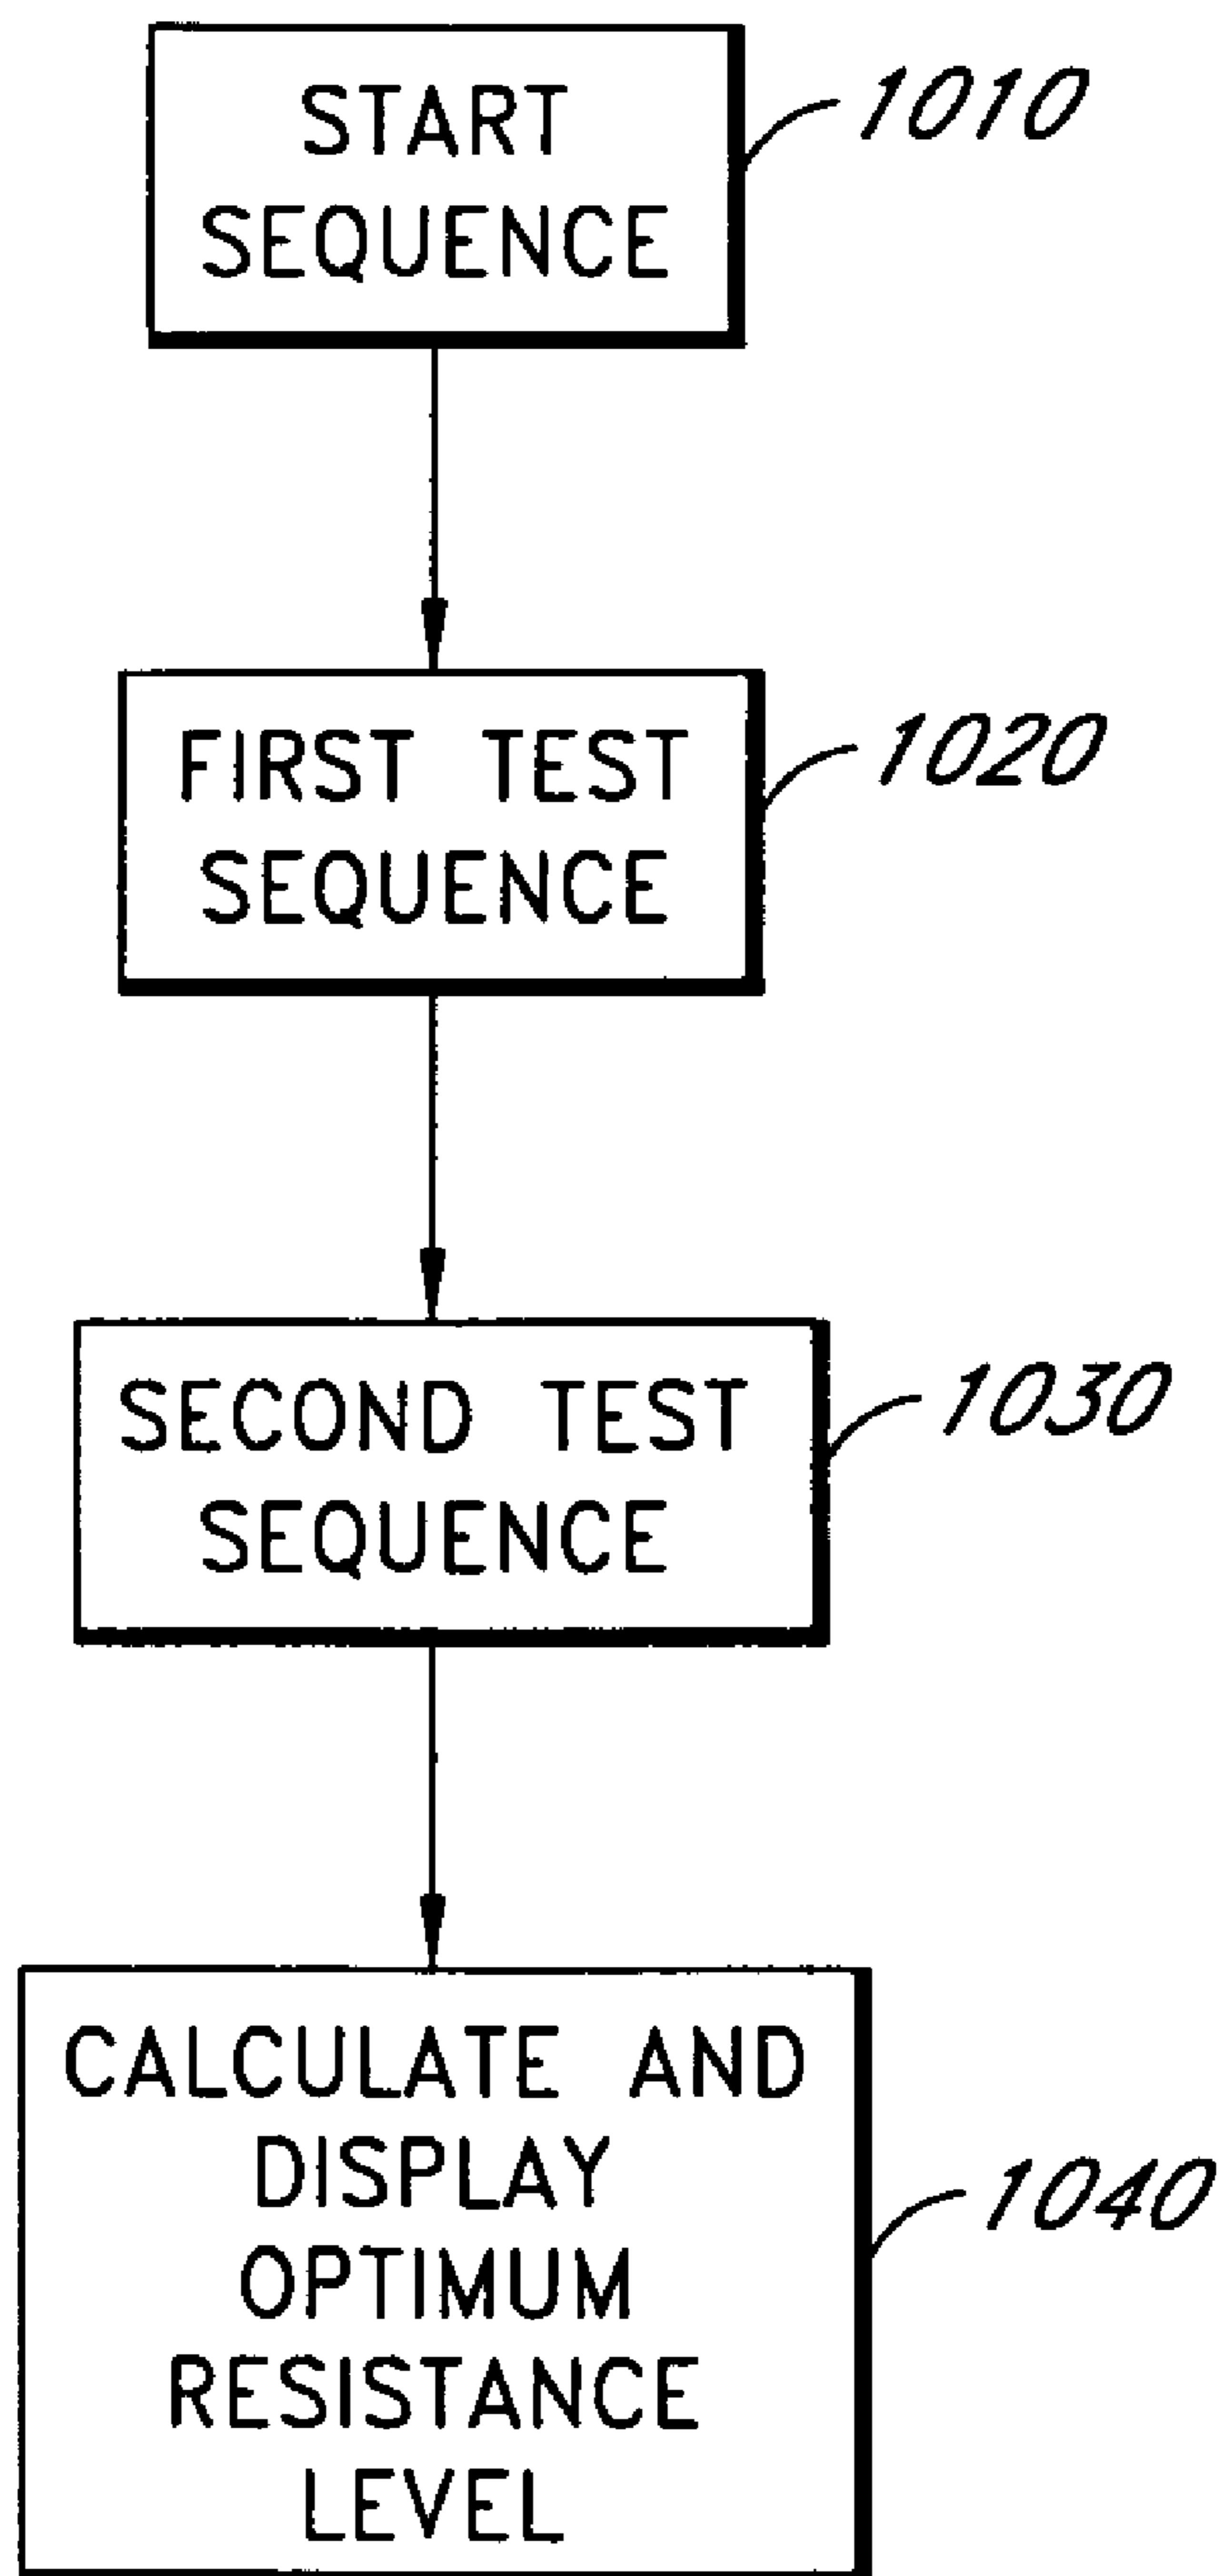 START
SEQUENCE
1010
FIRST TEST
SEQUENCE
1020
SECOND TEST
SEQUENCE
1030
CALCULATE AND
DISPLAY
OPTIMUM
RESISTANCE
LEVEL
1040